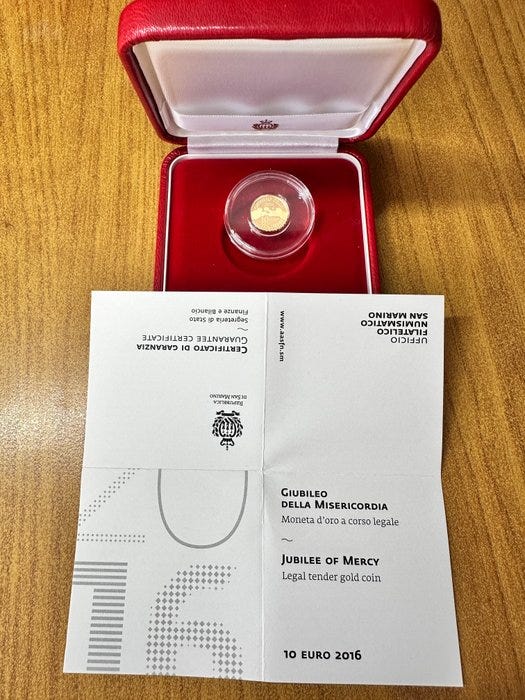 Segreteria di Stato
Finanze e Bilancio
~
Certificato di garanzia
Guarantee certificate
Repubblica
di San Marino
www.aasfn.sm
UFFICIO
FILATELICO
NUMISMATICO
SAN MARINO
2016
Giubileo
della Misericordia
Moneta d'oro a corso legale
~
Jubilee of Mercy
Legal tender gold coin
10 EURO 2016